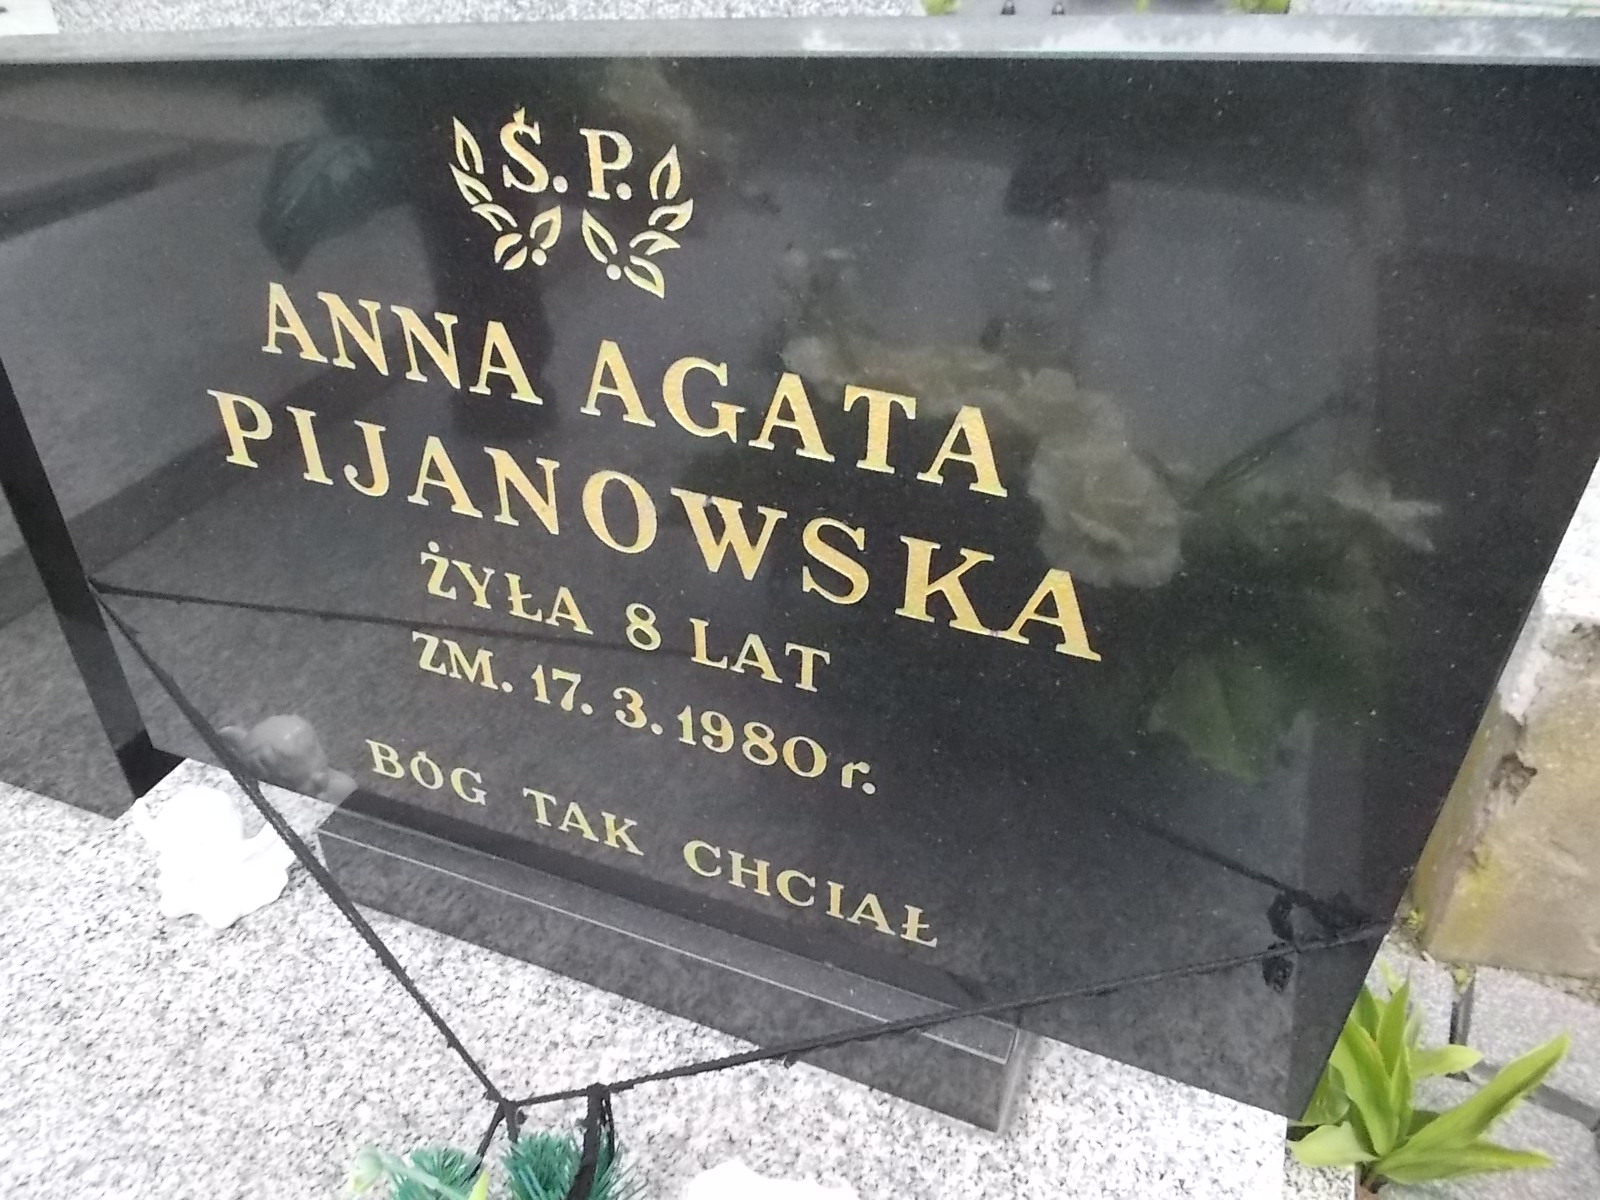 Ś. P.
ANNA AGATA
PIJANOWSKA
ŻYŁA 8 LAT
ZM. 17. 3. 1980 r.
BÓG TAK CHCIAŁ